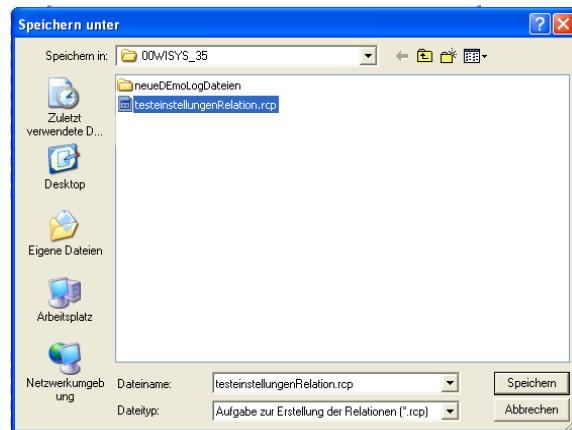 Speichern unter
Speichern in:
00WISYS_35
neueDEmoLogDateien
testeinstellungenRelation.rcp
Zuletzt
verwendete D...
Desktop
Eigene Dateien
Arbeitsplatz
Netzwerkumgeb
ung
Dateiname:
testeinstellungenRelation.rcp
Speichern
Dateityp:
Aufgabe zur Erstellung der Relationen (*.rcp)
Abbrechen